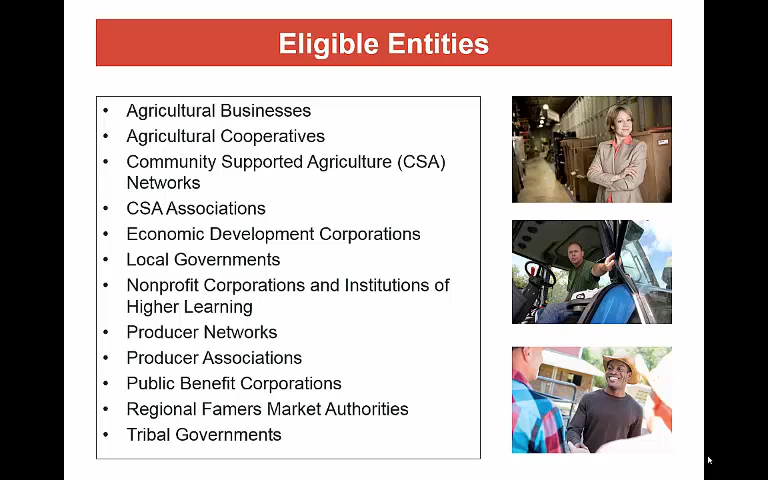 Eligible Entities
• Agricultural Businesses
• Agricultural Cooperatives
• Community Supported Agriculture (CSA)
Networks
• CSA Associations
• Economic Development Corporations
• Local Governments
• Nonprofit Corporations and Institutions of
Higher Learning
• Producer Networks
• Producer Associations
• Public Benefit Corporations
• Regional Famers Market Authorities
• Tribal Governments